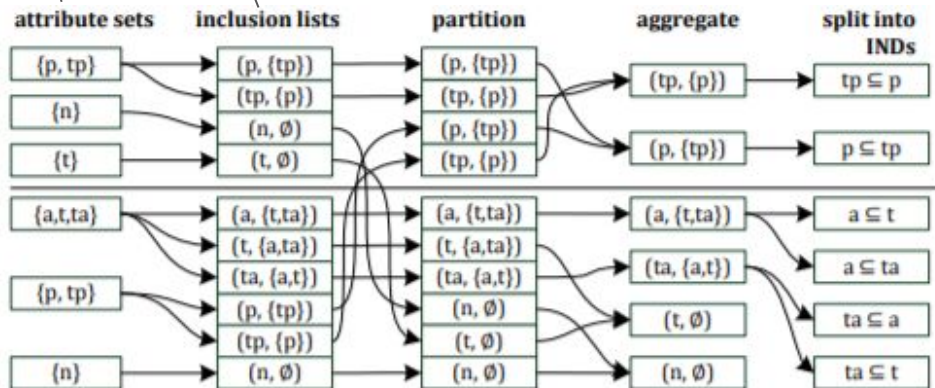 attribute sets inclusion lists partition aggregate split into
INDs
{p, tp} (p, {tp}) (p, {tp}) (tp, {p}) tp ⊆ p
(tp, {p}) (tp, {p})
{n} (n, Ø) (p, {tp}) (p, {tp}) p ⊆ tp
{t} (t, Ø) (tp, {p})
{a,t,ta} (a, {t,ta}) (a, {t,ta}) (a, {t,ta}) a ⊆ t
(t, {a,ta}) (t, {a,ta})
(ta, {a,t}) (ta, {a,t}) (ta, {a,t}) a ⊆ ta
{p, tp} (p, {tp}) (n, Ø) (t, Ø) ta ⊆ a
(tp, {p}) (t, Ø)
{n} (n, Ø) (n, Ø) (n, Ø) ta ⊆ t